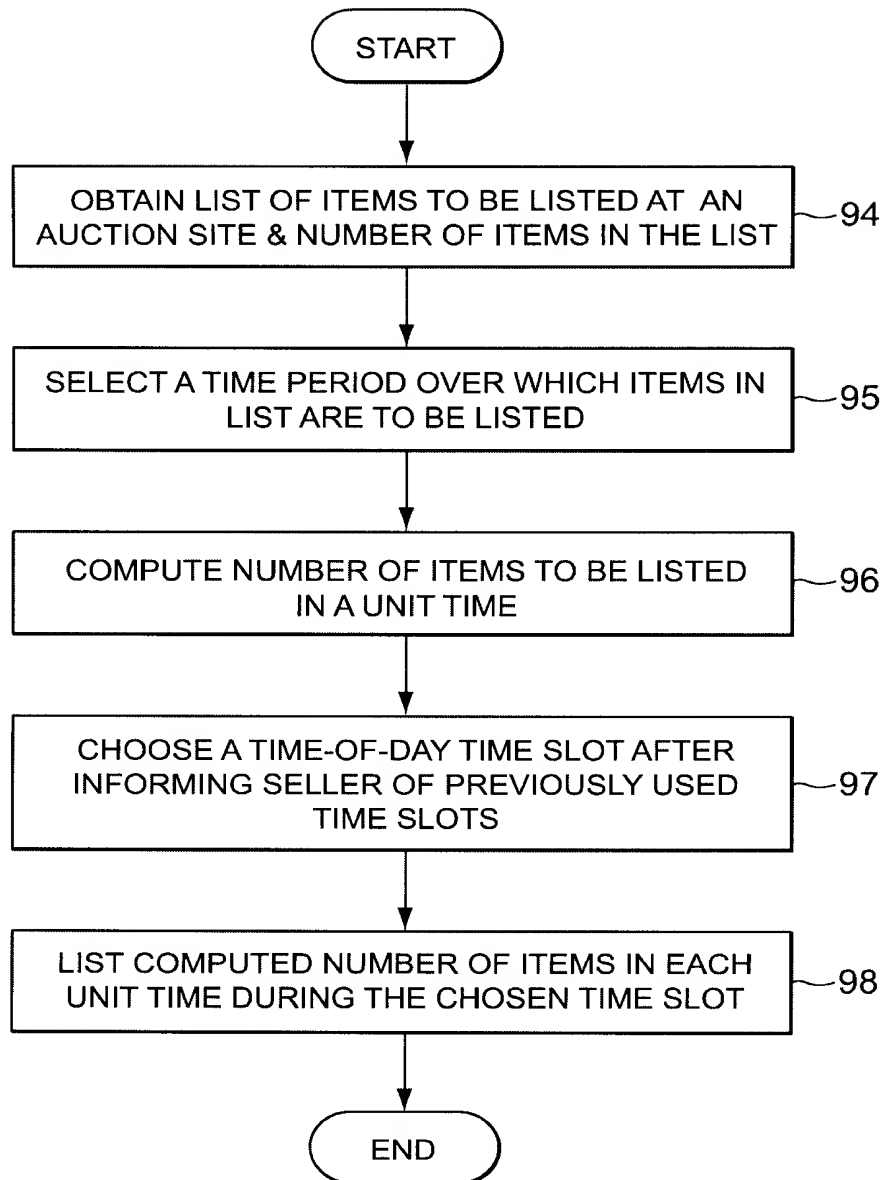 START
OBTAIN LIST OF ITEMS TO BE LISTED AT AN
AUCTION SITE & NUMBER OF ITEMS IN THE LIST
94
SELECT A TIME PERIOD OVER WHICH ITEMS IN
LIST ARE TO BE LISTED
95
COMPUTE NUMBER OF ITEMS TO BE LISTED
IN A UNIT TIME
96
CHOOSE A TIME-OF-DAY TIME SLOT AFTER
INFORMING SELLER OF PREVIOUSLY USED
TIME SLOTS
97
LIST COMPUTED NUMBER OF ITEMS IN EACH
UNIT TIME DURING THE CHOSEN TIME SLOT
98
END